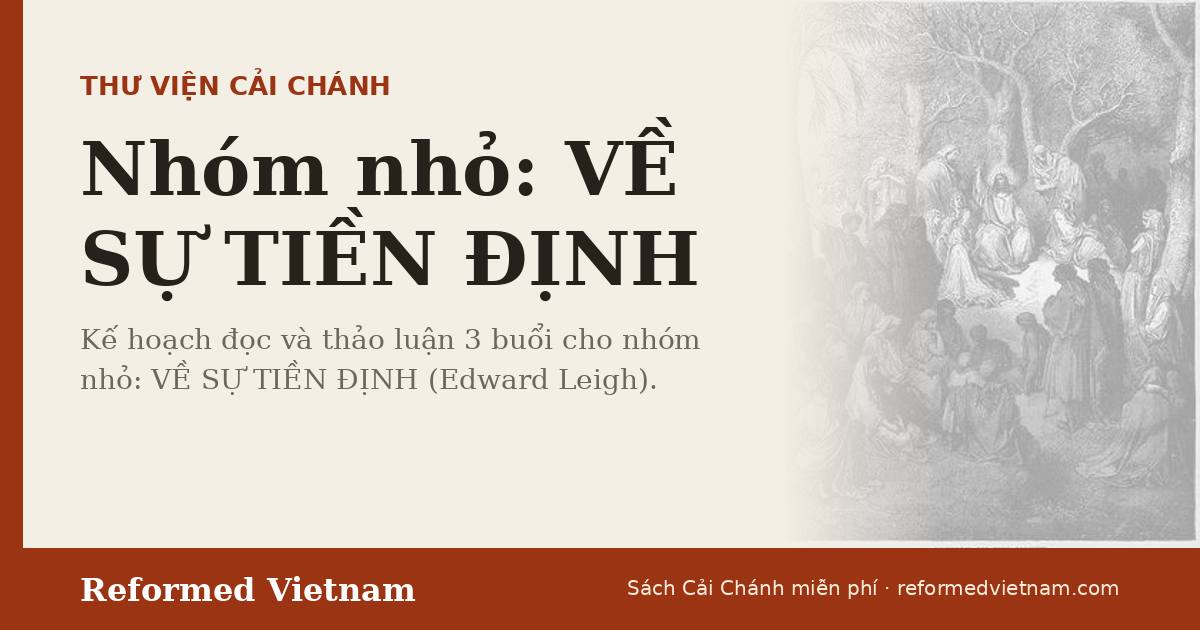 THƯ VIỆN CẢI CHÁNH
Nhóm nhỏ: VỀ
SỰ TIỀN ĐỊNH
Kế hoạch đọc và thảo luận 3 buổi cho nhóm
nhỏ: VỀ SỰ TIỀN ĐỊNH (Edward Leigh).
Reformed Vietnam
Sách Cải Chánh miễn phí · reformedvietnam.com